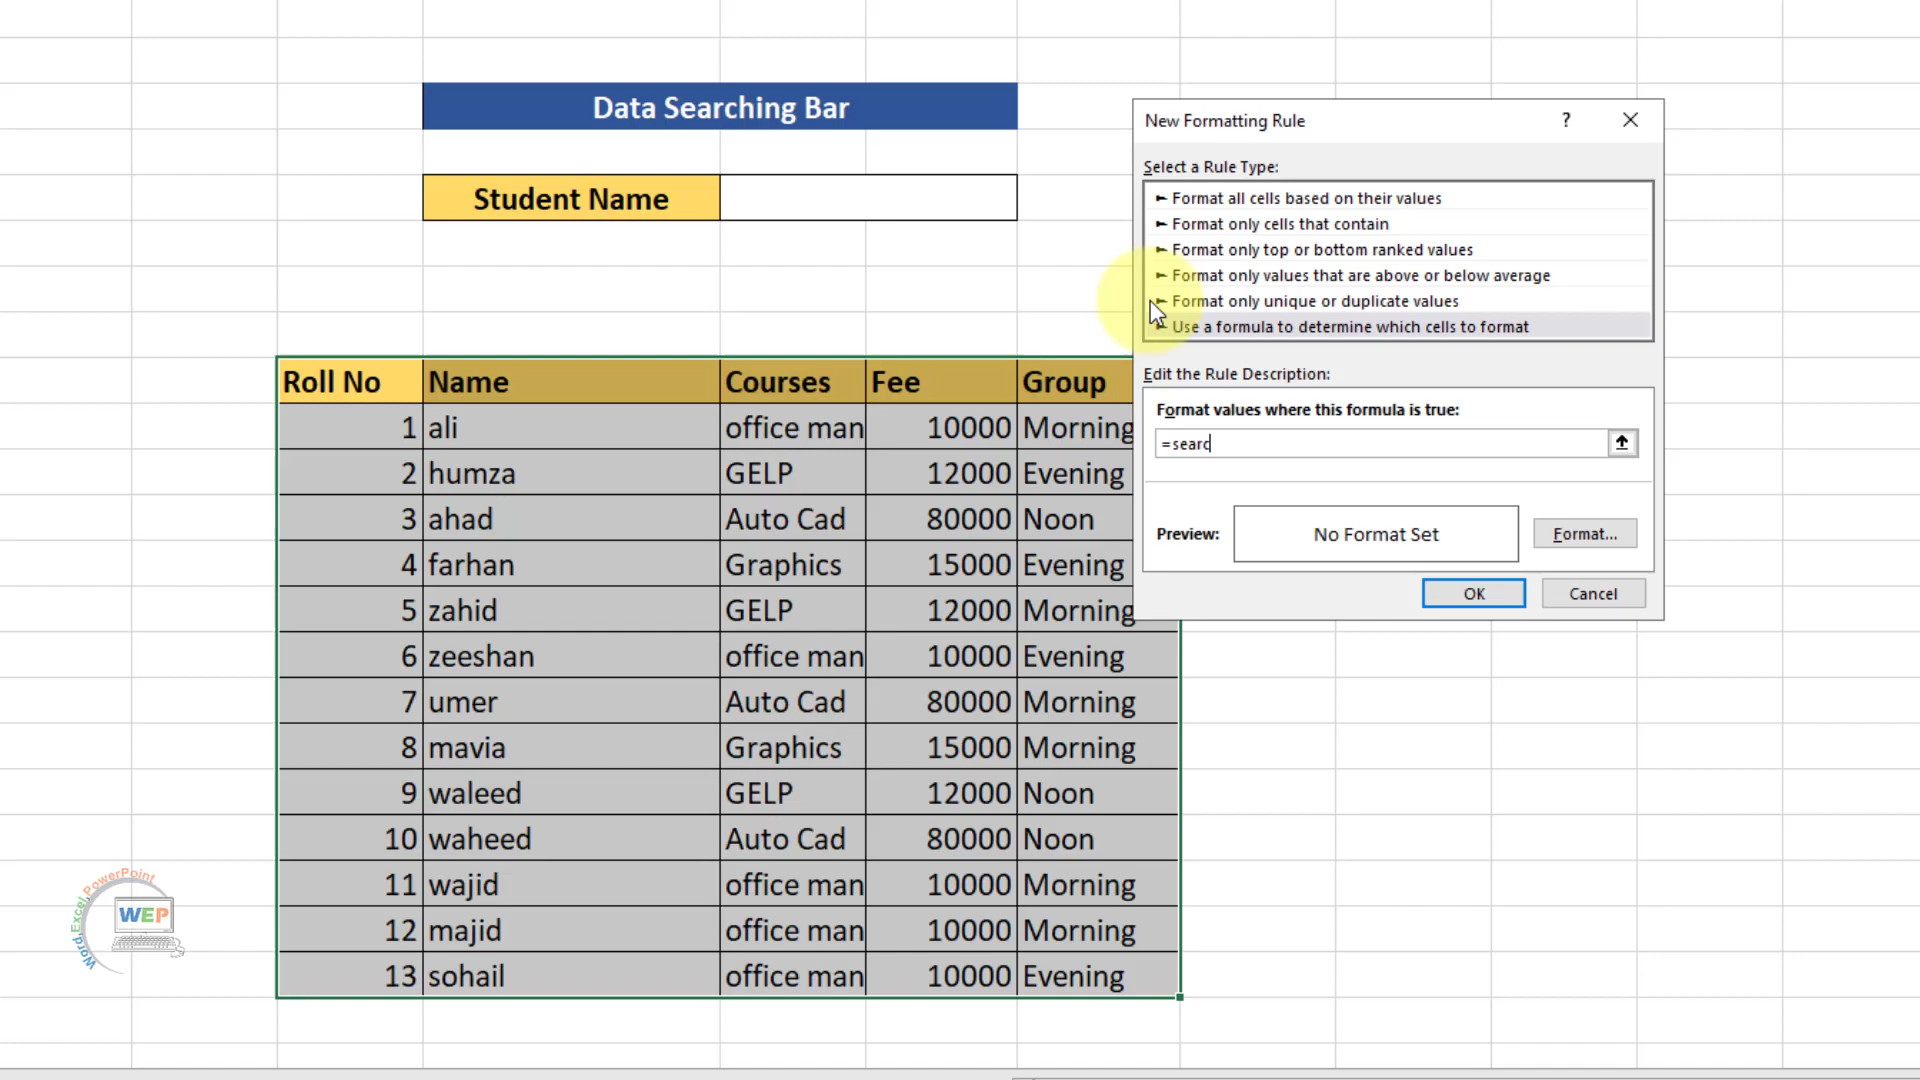 Data Searching Bar
Student Name
Roll No Name Courses Fee Group
1 ali office man 10000 Morning
2 humza GELP 12000 Evening
3 ahad Auto Cad 80000 Noon
4 farhan Graphics 15000 Evening
5 zahid GELP 12000 Morning
6 zeeshan office man 10000 Evening
7 umer Auto Cad 80000 Morning
8 mavia Graphics 15000 Morning
9 waleed GELP 12000 Noon
10 waheed Auto Cad 80000 Noon
11 wajid office man 10000 Morning
12 majid office man 10000 Morning
13 sohail office man 10000 Evening
New Formatting Rule ?
Select a Rule Type:
► Format all cells based on their values
► Format only cells that contain
► Format only top or bottom ranked values
► Format only values that are above or below average
► Format only unique or duplicate values
► Use a formula to determine which cells to format
Edit the Rule Description:
Format values where this formula is true:
=searc
Preview: No Format Set Format...
OK Cancel
Word,Excel,PowerPoint
WEP